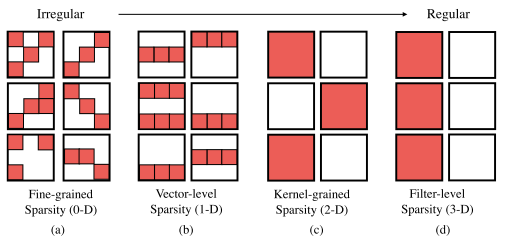 Irregular
Regular
Fine-grained
Sparsity (0-D)
Vector-level
Sparsity (1-D)
Kernel-grained
Sparsity (2-D)
Filter-level
Sparsity (3-D)
(a)
(b)
(c)
(d)